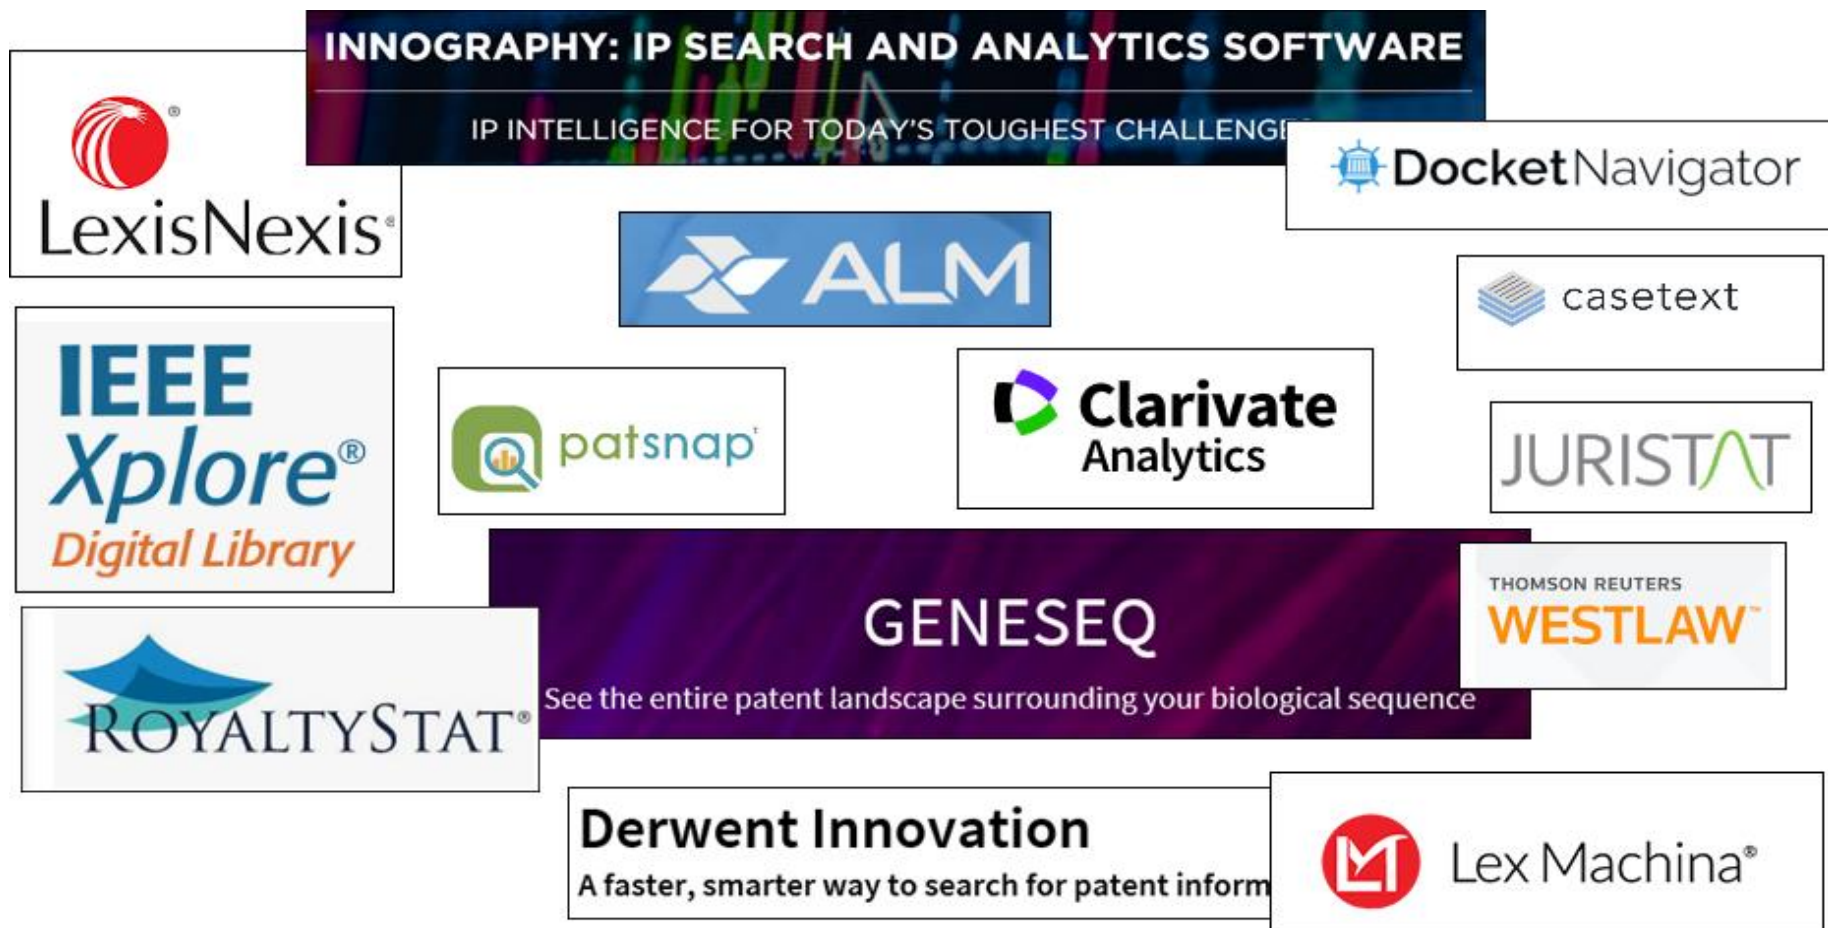 INNOGRAPHY: IP SEARCH AND ANALYTICS SOFTWARE
IP INTELLIGENCE FOR TODAY'S TOUGHEST
LexisNexis®
DocketNavigator
ALM
casetext
IEEE
Xplore®
Digital Library
patsnap
Clarivate
Analytics
JURISTAT
GENESEQ
See the entire patent landscape surrounding your biological sequence
THOMSON REUTERS
WESTLAW™
ROYALTYSTAT®
Derwent Innovation
A faster, smarter way to search for patent
Lex Machina®